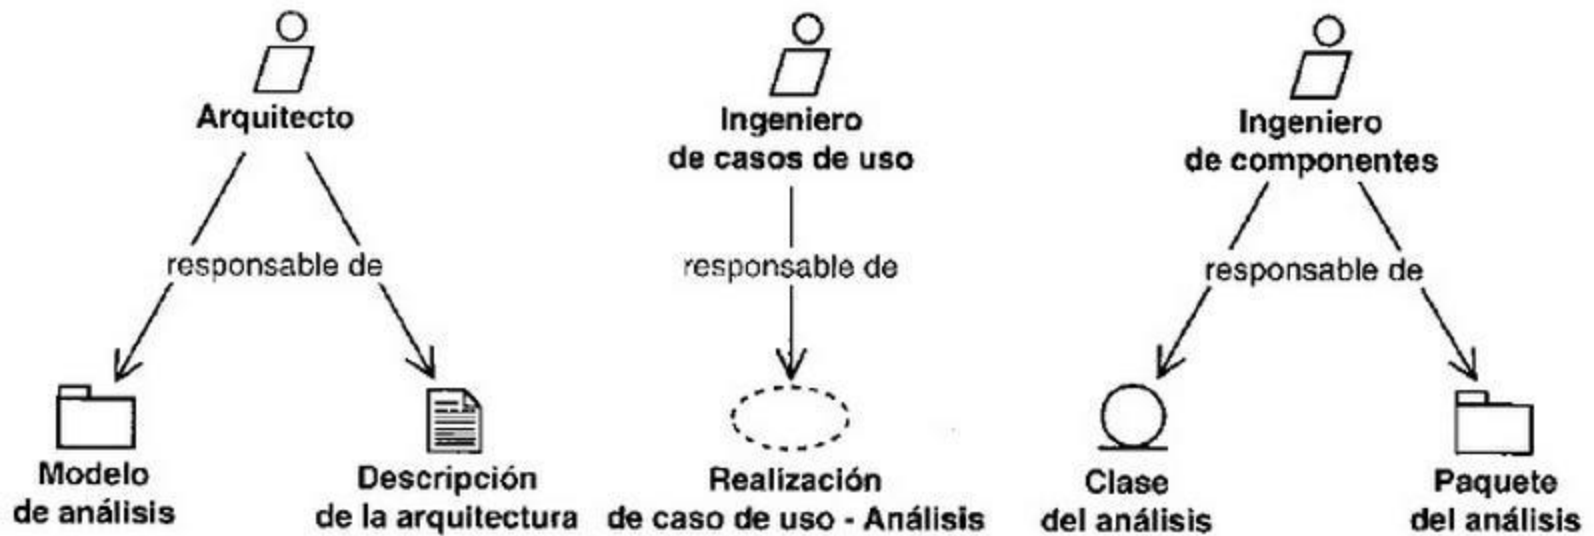 Arquitecto
Ingeniero
de casos de uso
Ingeniero
de componentes
responsable de
responsable de
responsable de
Modelo
de análisis
Descripción
de la arquitectura
Realización
de caso de uso - Análisis
Clase
del análisis
Paquete
del análisis